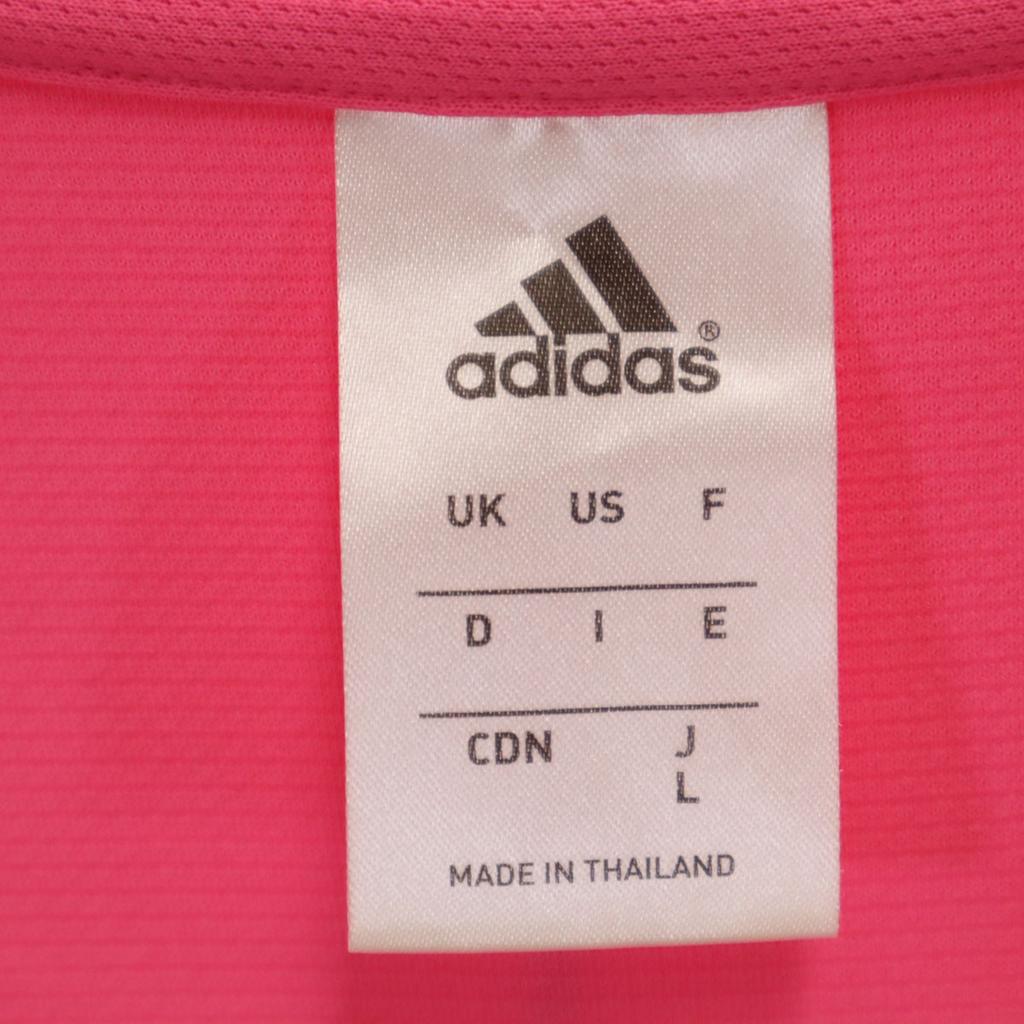 adidas®
UK US F
D I E
CDN J
L
MADE IN THAILAND